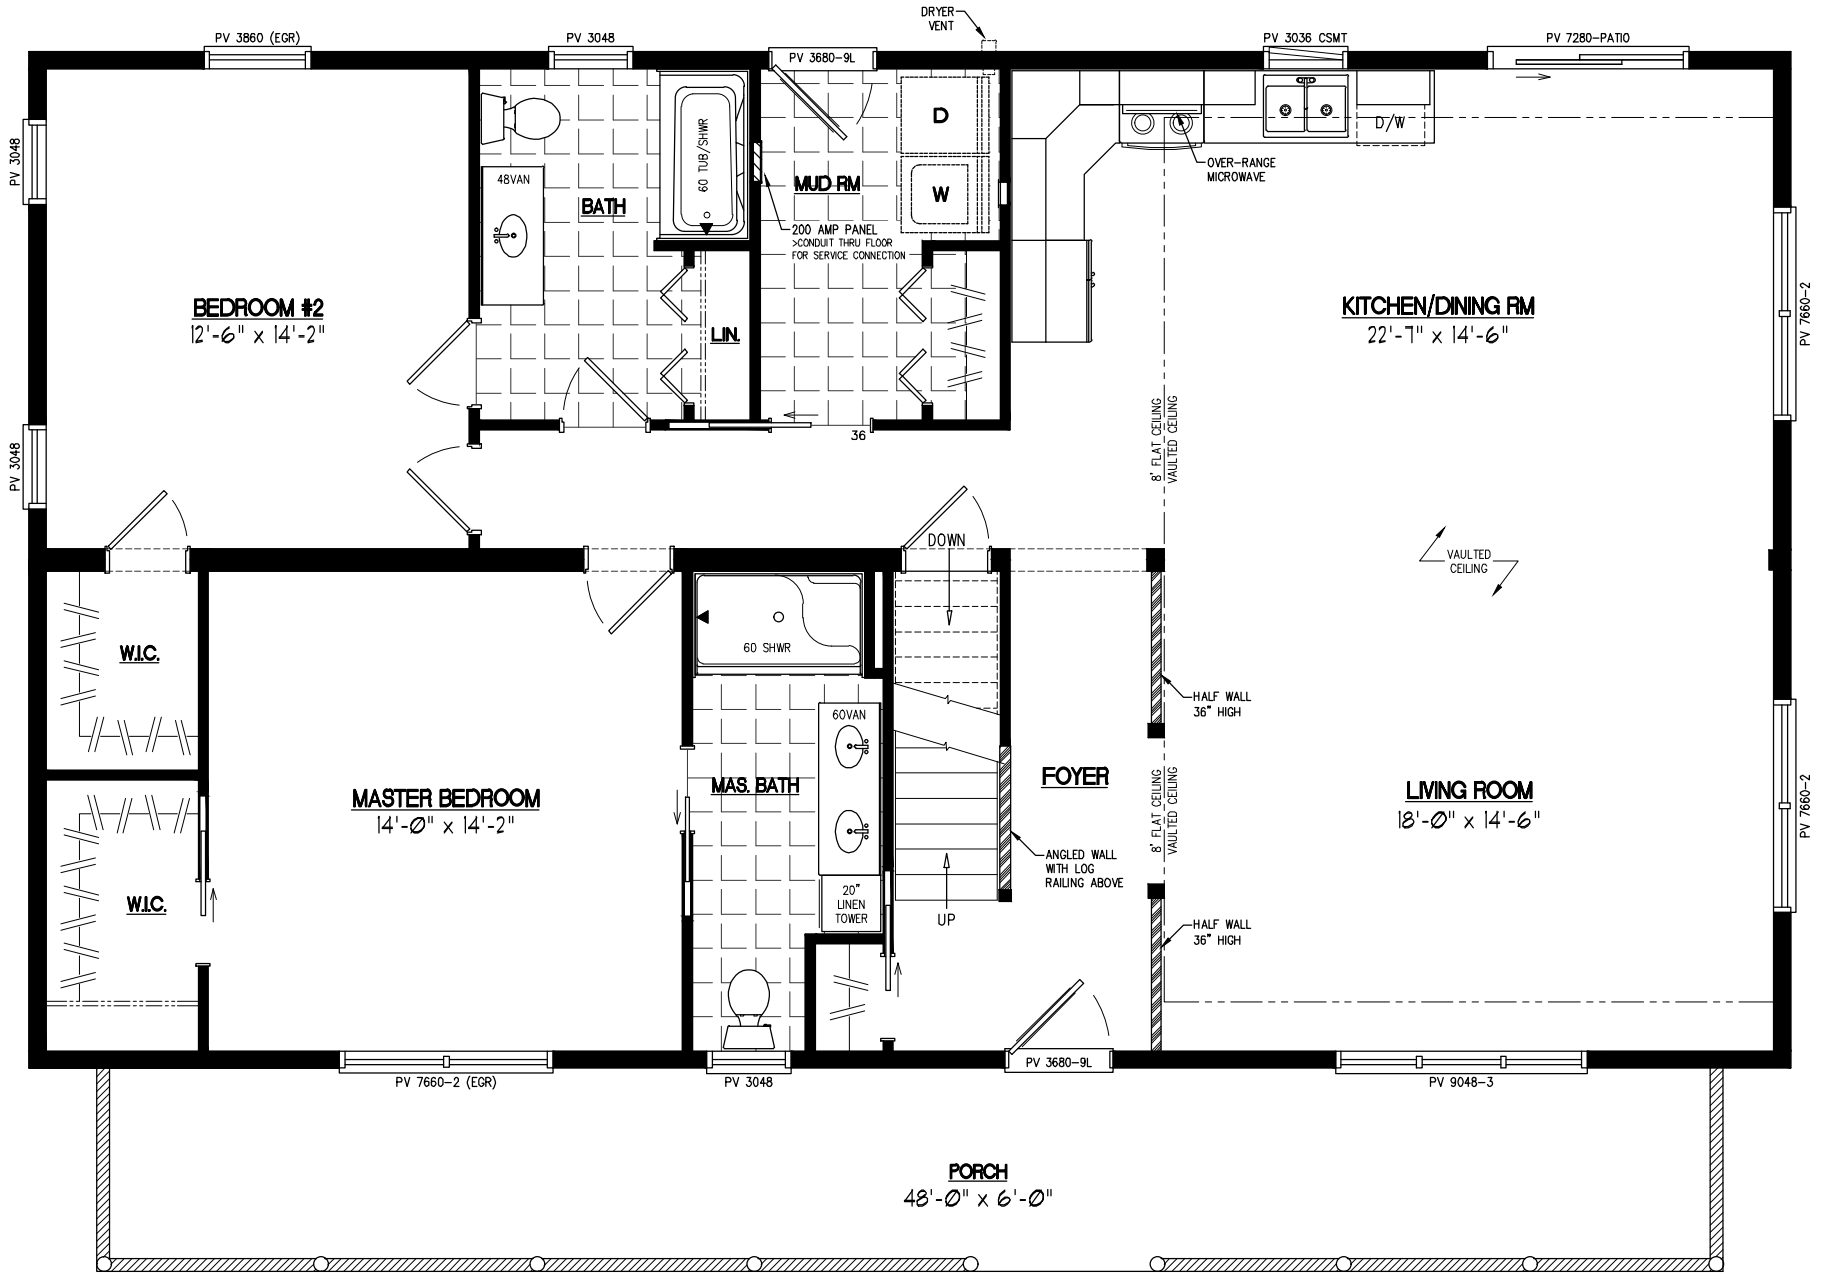 DRYER
VENT
PV 3860 (EGR)
PV 3048
PV 3680-9L
PV 3036 CSMT
PV 7280-PATIO
PV 3048
D
D/W
OVER-RANGE
MICROWAVE
48VAN
60 TUB/SHWR
MUD RM
W
BATH
200 AMP PANEL
>CONDUIT THRU FLOOR
FOR SERVICE CONNECTION
BEDROOM #2
12'-6" x 14'-2"
LIN.
KITCHEN/DINING RM
22'-7" x 14'-6"
PV 7660-2
PV 3048
36
8' FLAT CEILING
VAULTED CEILING
DOWN
VAULTED
CEILING
W.I.C.
60 SHWR
HALF WALL
36" HIGH
60VAN
MASTER BEDROOM
14'-0" x 14'-2"
MAS. BATH
FOYER
8' FLAT CEILING
VAULTED CEILING
LIVING ROOM
18'-0" x 14'-6"
PV 7660-2
ANGLED WALL
WITH LOG
RAILING ABOVE
W.I.C.
20"
LINEN
TOWER
UP
HALF WALL
36" HIGH
PV 7660-2 (EGR)
PV 3048
PV 3680-9L
PV 9048-3
PORCH
48'-0" x 6'-0"